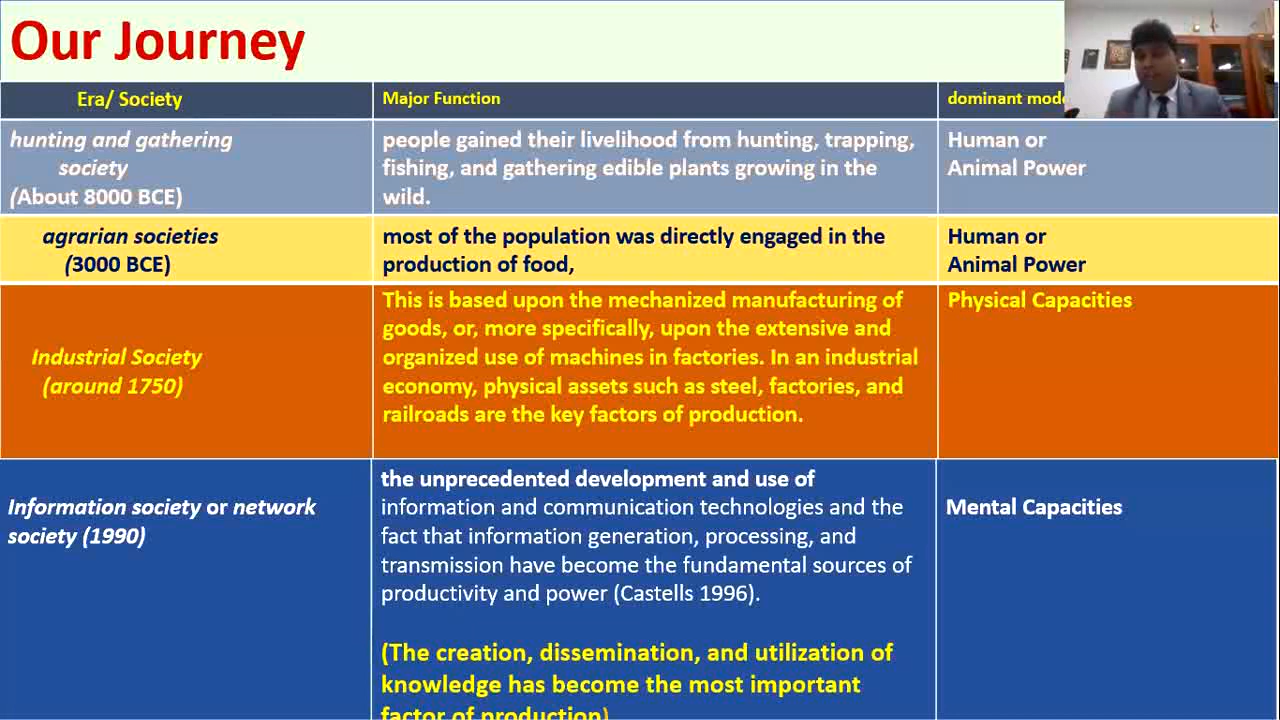 Our Journey
Era/ Society
Major Function
dominant mode
hunting and gathering
society
(About 8000 BCE)
people gained their livelihood from hunting, trapping,
fishing, and gathering edible plants growing in the
wild.
Human or
Animal Power
agrarian societies
(3000 BCE)
most of the population was directly engaged in the
production of food,
Human or
Animal Power
Industrial Society
(around 1750)
This is based upon the mechanized manufacturing of
goods, or, more specifically, upon the extensive and
organized use of machines in factories. In an industrial
economy, physical assets such as steel, factories, and
railroads are the key factors of production.
Physical Capacities
Information society or network
society (1990)
the unprecedented development and use of
information and communication technologies and the
fact that information generation, processing, and
transmission have become the fundamental sources of
productivity and power (Castells 1996).
(The creation, dissemination, and utilization of
knowledge has become the most important
factor of production)
Mental Capacities